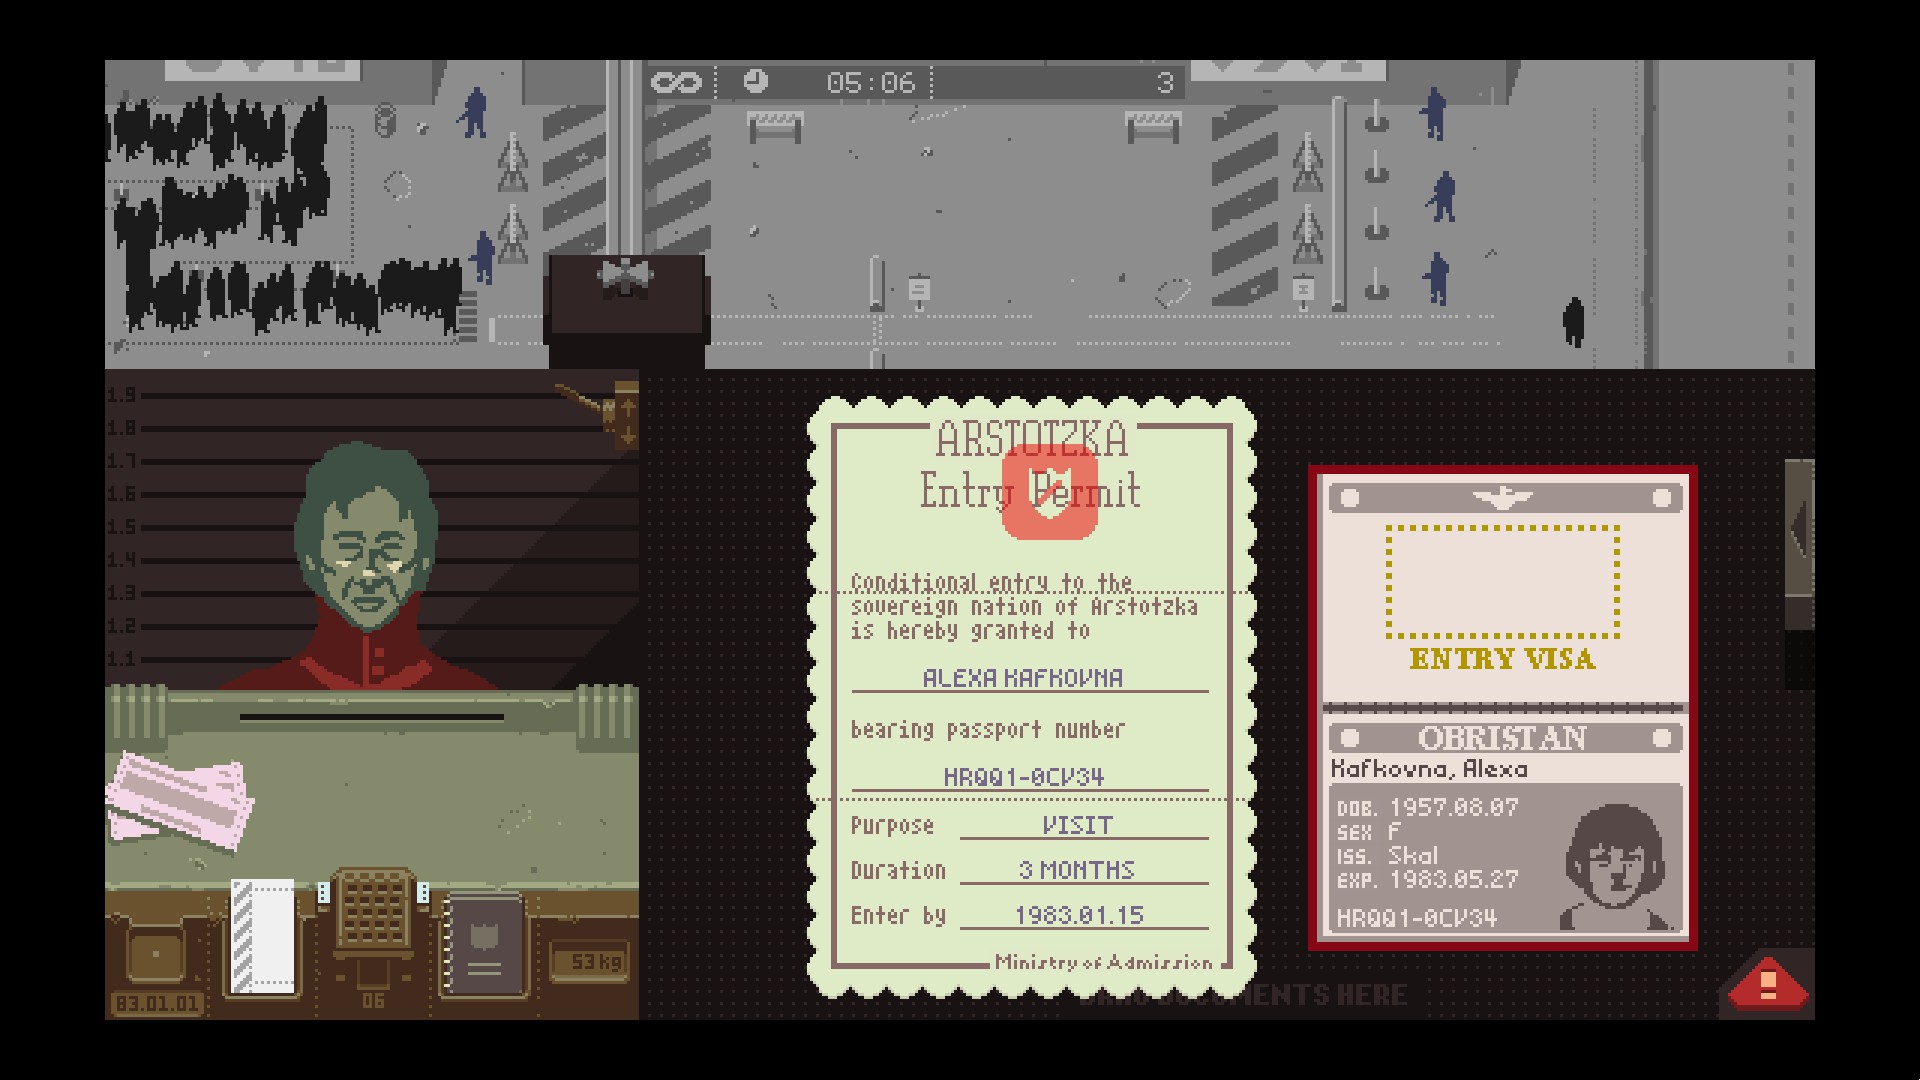 05:06
3
1.9
1.8
1.7
1.6
1.5
1.4
1.3
1.2
1.1
ARSTOTZKA
Entry Permit
Conditional entry to the
sovereign nation of Arstotzka
is hereby granted to
ALEXA KAFKOVNA
bearing passport number
HRQQ1-0CV34
Purpose VISIT
Duration 3 MONTHS
Enter by 1983.01.15
Ministry of Admission
ENTRY VISA
OBRISTAN
Kafkovna, Alexa
DOB. 1957.08.07
SEX F
ISS. Skal
EXP. 1983.05.27
HRQQ1-0CV34
DOCUMENTS HERE
53 kg
83.01.01
06